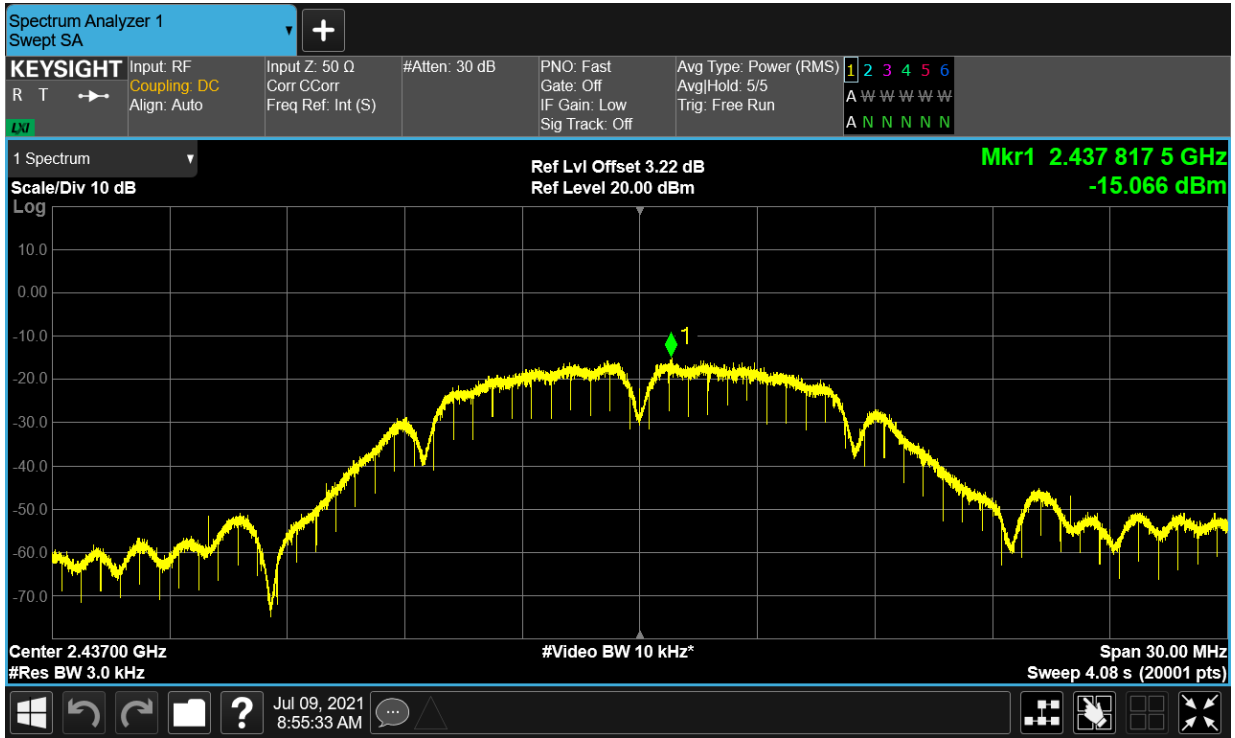 Spectrum Analyzer 1
Swept SA
KEYSIGHT
R T
LXI
Input: RF
Coupling: DC
Align: Auto
Input Z: 50 Ω
Corr CCorr
Freq Ref: Int (S)
#Atten: 30 dB
PNO: Fast
Gate: Off
IF Gain: Low
Sig Track: Off
Avg Type: Power (RMS)
Avg|Hold: 5/5
Trig: Free Run
1 2 3 4 5 6
A W W W W W
A N N N N N
1 Spectrum
Scale/Div 10 dB
Log
Ref Lvl Offset 3.22 dB
Ref Level 20.00 dBm
Mkr1 2.437 817 5 GHz
-15.066 dBm
10.0
0.00
-10.0
-20.0
-30.0
-40.0
-50.0
-60.0
-70.0
1
Center 2.43700 GHz
#Res BW 3.0 kHz
#Video BW 10 kHz*
Span 30.00 MHz
Sweep 4.08 s (20001 pts)
?
Jul 09, 2021
8:55:33 AM